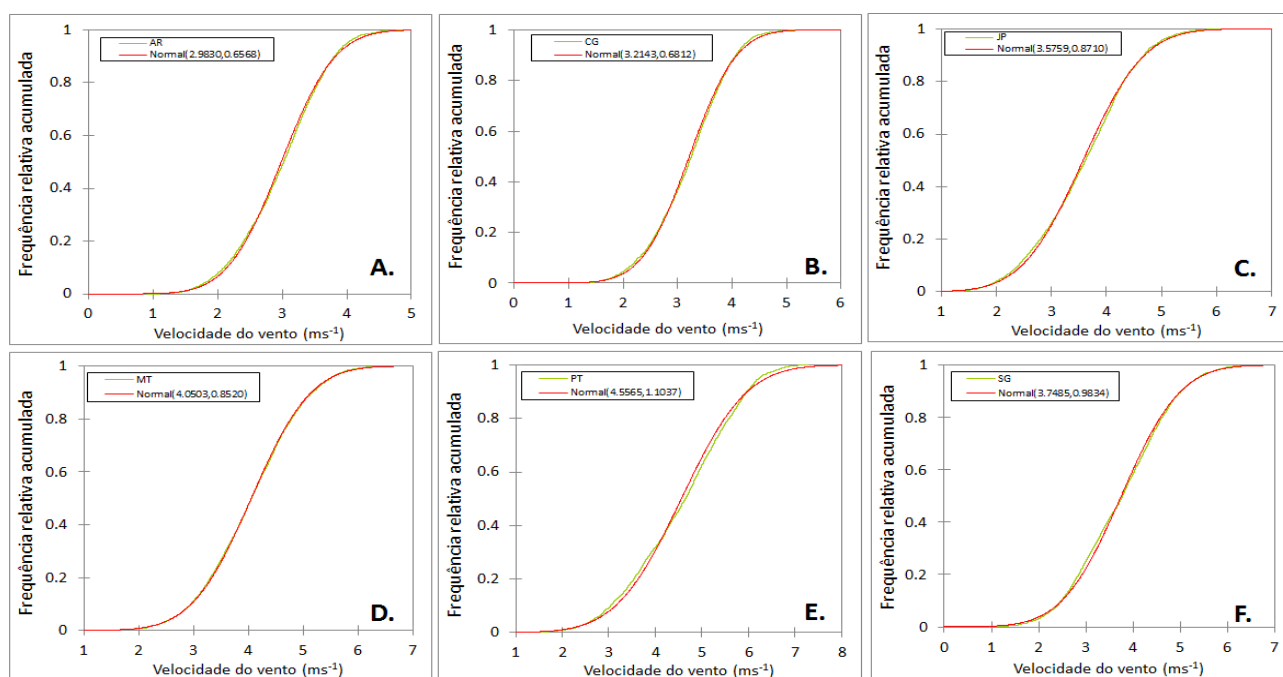 AR
Normal(2.9830,0.6568)
Frequência relativa acumulada
1
0.8
0.6
0.4
0.2
0
A.
0 1 2 3 4 5
Velocidade do vento (ms-1)
CG
Normal(3.2143,0.6812)
Frequência relativa acumulada
1
0.8
0.6
0.4
0.2
0
B.
0 1 2 3 4 5 6
Velocidade do vento (ms-1)
JP
Normal(3.5759,0.8710)
Frequência relativa acumulada
1
0.8
0.6
0.4
0.2
0
C.
1 2 3 4 5 6 7
Velocidade do vento (ms-1)
MT
Normal(4.0503,0.8520)
Frequência relativa acumulada
1
0.8
0.6
0.4
0.2
0
D.
1 2 3 4 5 6 7
Velocidade do vento (ms-1)
PT
Normal(4.5565,1.1037)
Frequência relativa acumulada
1
0.8
0.6
0.4
0.2
0
E.
1 2 3 4 5 6 7 8
Velocidade do vento (ms-1)
SG
Normal(3.7485,0.9834)
Frequência relativa acumulada
1
0.8
0.6
0.4
0.2
0
F.
0 1 2 3 4 5 6 7
Velocidade do vento (ms-1)